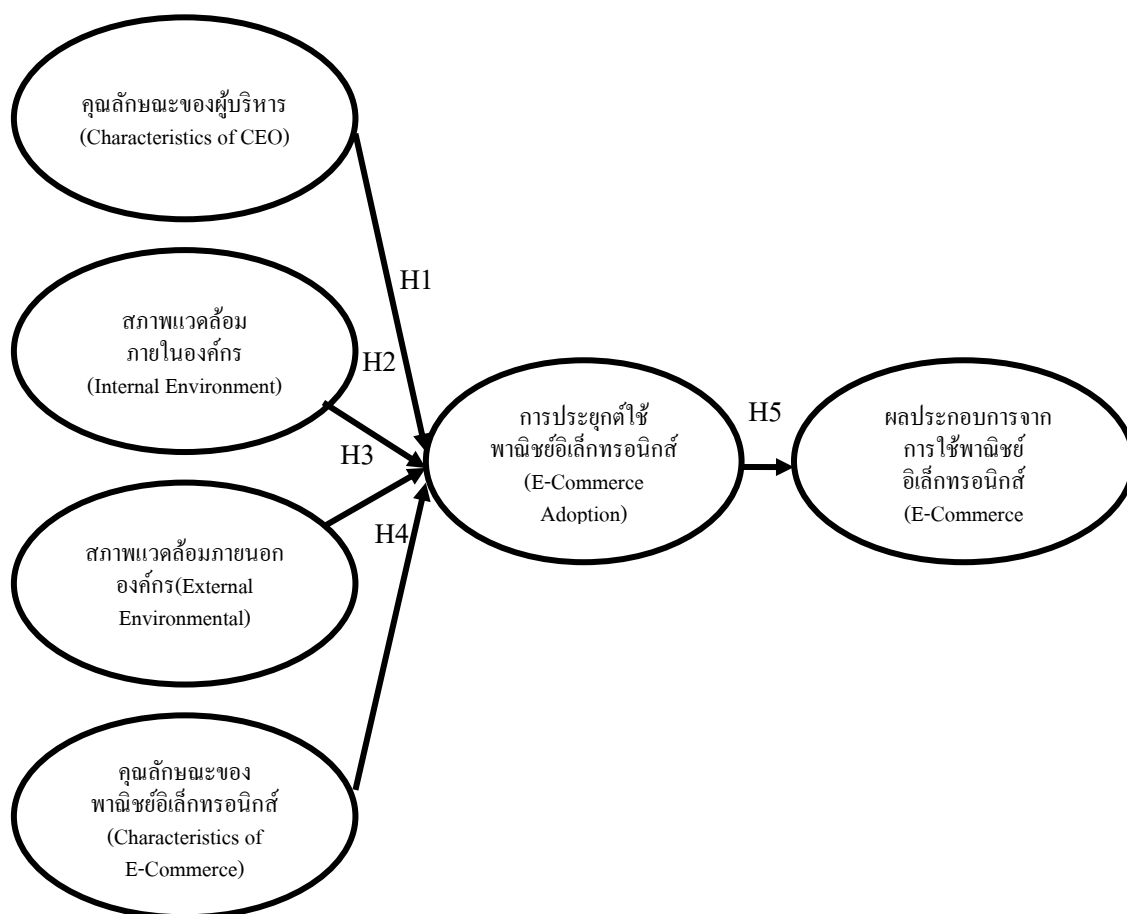 คุณลักษณะของผู้บริหาร
(Characteristics of CEO)
H1
สภาพแวดล้อม
ภายในองค์กร
(Internal Environment)
H2
H3
การประยุกต์ใช้
พาณิชย์อิเล็กทรอนิกส์
(E-Commerce
Adoption)
H5
ผลประกอบการจาก
การใช้พาณิชย์
อิเล็กทรอนิกส์
(E-Commerce
H4
สภาพแวดล้อมภายนอก
องค์กร(External
Environmental)
คุณลักษณะของ
พาณิชย์อิเล็กทรอนิกส์
(Characteristics of
E-Commerce)